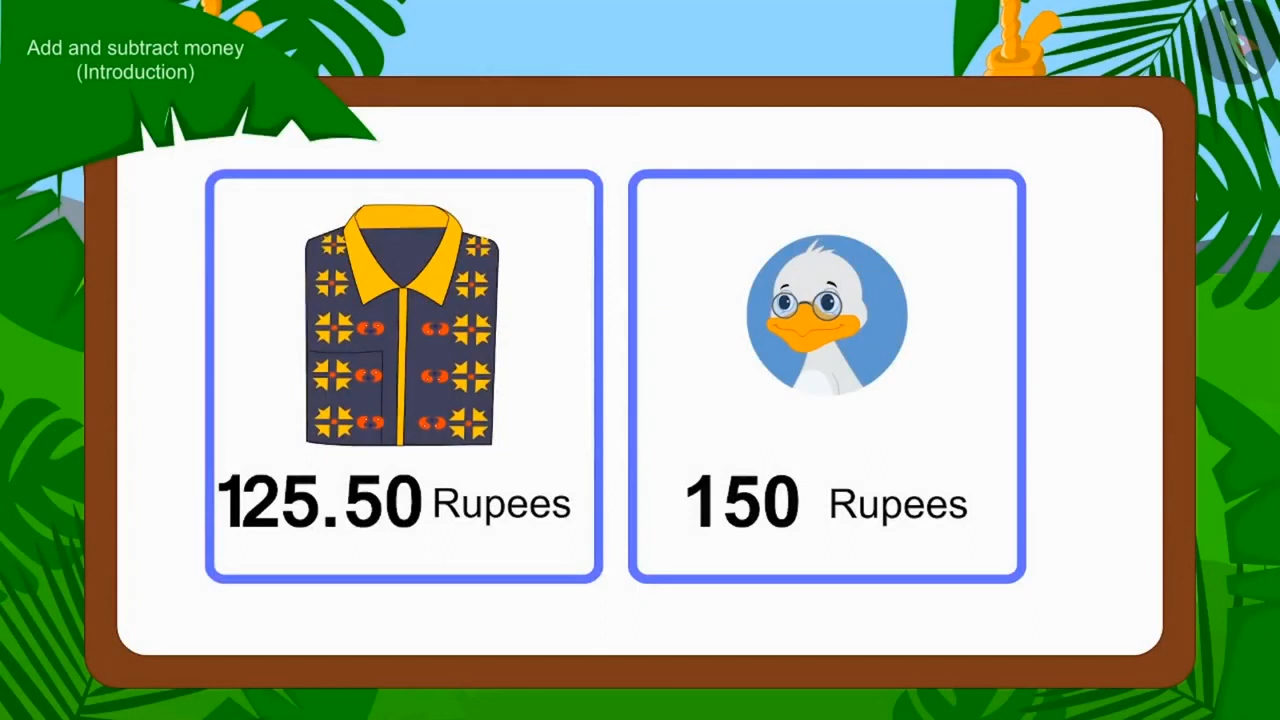 Add and subtract money
(Introduction)
125.50 Rupees
150 Rupees